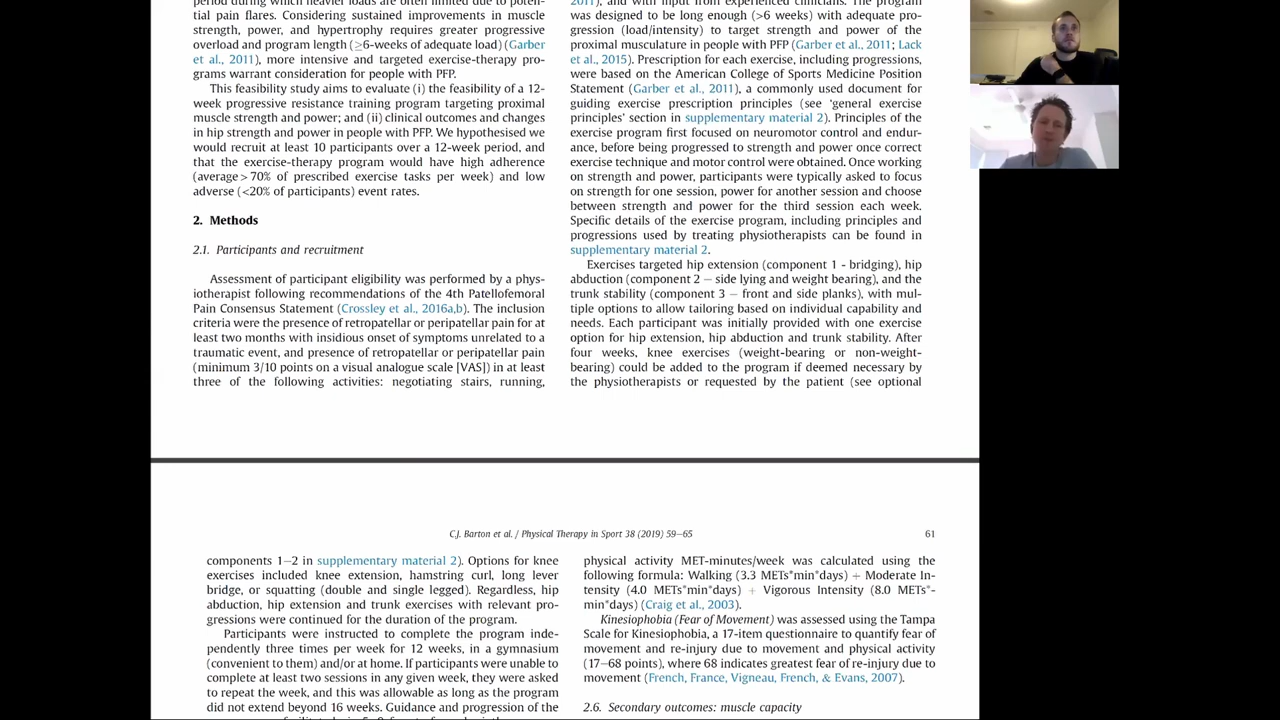 period during which heavier loads are often limited due to poten-
tial pain flares. Considering sustained improvements in muscle
strength, power, and hypertrophy requires greater progressive
overload and program length (≥6-weeks of adequate load) (Garber
et al., 2011), more intensive and targeted exercise-therapy pro-
grams warrant consideration for people with PFP.
This feasibility study aims to evaluate (i) the feasibility of a 12-
week progressive resistance training program targeting proximal
muscle strength and power; and (ii) clinical outcomes and changes
in hip strength and power in people with PFP. We hypothesised we
would recruit at least 10 participants over a 12-week period, and
that the exercise-therapy program would have high adherence
(average > 70% of prescribed exercise tasks per week) and low
adverse (<20% of participants) event rates.
2. Methods
2.1. Participants and recruitment
Assessment of participant eligibility was performed by a phys-
iotherapist following recommendations of the 4th Patellofemoral
Pain Consensus Statement (Crossley et al., 2016a,b). The inclusion
criteria were the presence of retropatellar or peripatellar pain for at
least two months with insidious onset of symptoms unrelated to a
traumatic event, and presence of retropatellar or peripatellar pain
(minimum 3/10 points on a visual analogue scale [VAS]) in at least
three of the following activities: negotiating stairs, running,
2011), and with input from experienced clinicians. The program
was designed to be long enough (>6 weeks) with adequate pro-
gression (load/intensity) to target strength and power of the
proximal musculature in people with PFP (Garber et al., 2011; Lack
et al., 2015). Prescription for each exercise, including progressions,
were based on the American College of Sports Medicine Position
Statement (Garber et al., 2011), a commonly used document for
guiding exercise prescription principles (see ‘general exercise
principles’ section in supplementary material 2). Principles of the
exercise program first focused on neuromotor control and endur-
ance, before being progressed to strength and power once correct
exercise technique and motor control were obtained. Once working
on strength and power, participants were typically asked to focus
on strength for one session, power for another session and choose
between strength and power for the third session each week.
Specific details of the exercise program, including principles and
progressions used by treating physiotherapists can be found in
supplementary material 2.
Exercises targeted hip extension (component 1 - bridging), hip
abduction (component 2 – side lying and weight bearing), and the
trunk stability (component 3 – front and side planks), with mul-
tiple options to allow tailoring based on individual capability and
needs. Each participant was initially provided with one exercise
option for hip extension, hip abduction and trunk stability. After
four weeks, knee exercises (weight-bearing or non-weight-
bearing) could be added to the program if deemed necessary by
the physiotherapists or requested by the patient (see optional
C.J. Barton et al. / Physical Therapy in Sport 38 (2019) 59–65
61
components 1–2 in supplementary material 2). Options for knee
exercises included knee extension, hamstring curl, long lever
bridge, or squatting (double and single legged). Regardless, hip
abduction, hip extension and trunk exercises with relevant pro-
gressions were continued for the duration of the program.
Participants were instructed to complete the program inde-
pendently three times per week for 12 weeks, in a gymnasium
(convenient to them) and/or at home. If participants were unable to
complete at least two sessions in any given week, they were asked
to repeat the week, and this was allowable as long as the program
did not extend beyond 16 weeks. Guidance and progression of the
physical activity MET-minutes/week was calculated using the
following formula: Walking (3.3 METs*min*days) + Moderate In-
tensity (4.0 METs*min*days) + Vigorous Intensity (8.0 METs*-
min*days) (Craig et al., 2003).
Kinesiophobia (Fear of Movement) was assessed using the Tampa
Scale for Kinesiophobia, a 17-item questionnaire to quantify fear of
movement and re-injury due to movement and physical activity
(17–68 points), where 68 indicates greatest fear of re-injury due to
movement (French, France, Vigneau, French, & Evans, 2007).
2.6. Secondary outcomes: muscle capacity